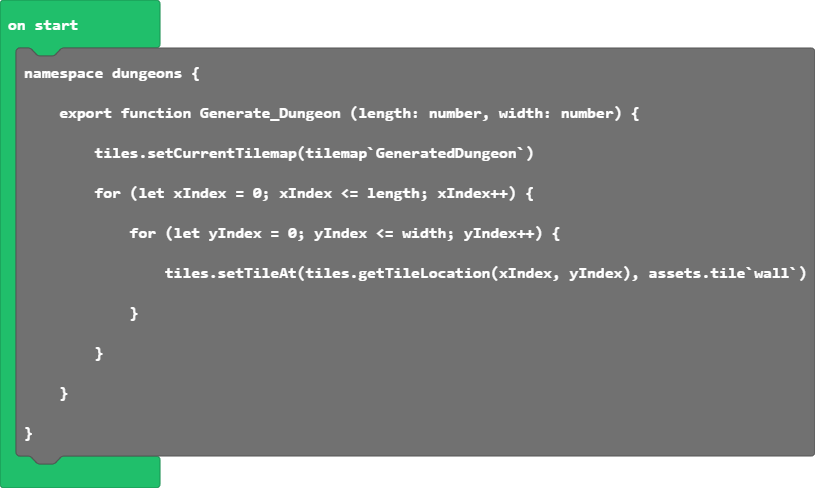 on start
namespace dungeons {
export function Generate_Dungeon (length: number, width: number) {
tiles.setCurrentTilemap(tilemap`GeneratedDungeon`)
for (let xIndex = 0; xIndex <= length; xIndex++) {
for (let yIndex = 0; yIndex <= width; yIndex++) {
tiles.setTileAt(tiles.getTileLocation(xIndex, yIndex), assets.tile`wall`)
}
}
}
}